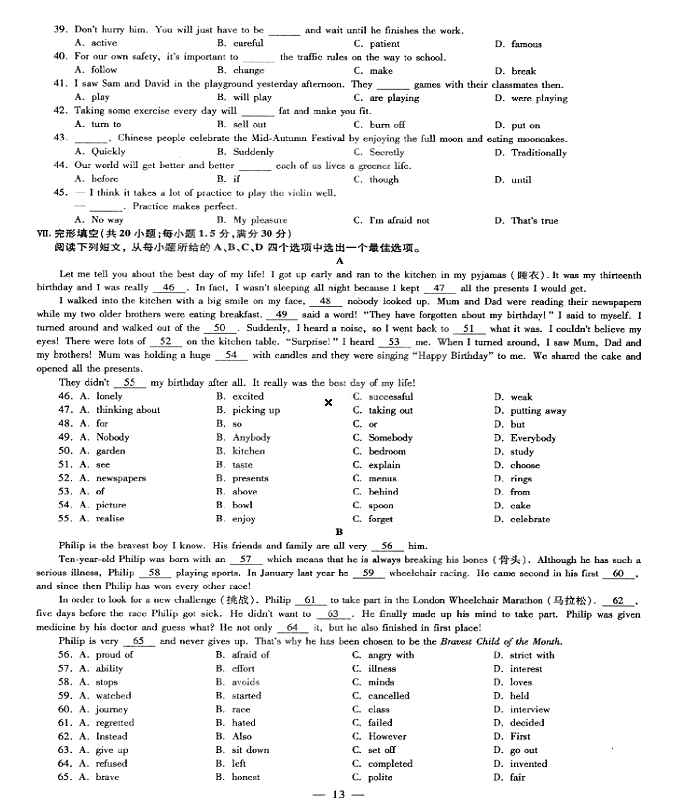 39. Don't hurry him. You will just have to be ______ and wait until he finishes the work.
A. active B. careful C. patient D. famous
40. For our own safety, it's important to ______ the traffic rules on the way to school.
A. follow B. change C. make D. break
41. I saw Sam and David in the playground yesterday afternoon. They ______ games with their classmates then.
A. play B. will play C. are playing D. were playing
42. Taking some exercise every day will ______ fat and make you fit.
A. turn to B. sell out C. burn off D. put on
43. ______, Chinese people celebrate the Mid-Autumn Festival by enjoying the full moon and eating mooncakes.
A. Quickly B. Suddenly C. Secretly D. Traditionally
44. Our world will get better and better ______ each of us lives a greener life.
A. before B. if C. though D. until
45. — I think it takes a lot of practice to play the violin well.
— ______. Practice makes perfect.
A. No way B. My pleasure C. I'm afraid not D. That's true
Ⅶ. 完形填空(共 20 小题;每小题 1.5 分,满分 30 分)
阅读下列短文，从每小题所给的 A、B、C、D 四个选项中选出一个最佳选项。
A
Let me tell you about the best day of my life! I got up early and ran to the kitchen in my pyjamas (睡衣). It was my thirteenth
birthday and I was really 46 . In fact, I wasn't sleeping all night because I kept 47 all the presents I would get.
I walked into the kitchen with a big smile on my face, 48 nobody looked up. Mum and Dad were reading their newspapers
while my two older brothers were eating breakfast. 49 said a word! "They have forgotten about my birthday!" I said to myself. I
turned around and walked out of the 50 . Suddenly, I heard a noise, so I went back to 51 what it was. I couldn't believe my
eyes! There were lots of 52 on the kitchen table. "Surprise!" I heard 53 me. When I turned around, I saw Mum, Dad and
my brothers! Mum was holding a huge 54 with candles and they were singing "Happy Birthday" to me. We shared the cake and
opened all the presents.
They didn't 55 my birthday after all. It really was the best day of my life!
46. A. lonely B. excited C. successful D. weak
47. A. thinking about B. picking up C. taking out D. putting away
48. A. for B. so C. or D. but
49. A. Nobody B. Anybody C. Somebody D. Everybody
50. A. garden B. kitchen C. bedroom D. study
51. A. see B. taste C. explain D. choose
52. A. newspapers B. presents C. menus D. rings
53. A. of B. above C. behind D. from
54. A. picture B. bowl C. spoon D. cake
55. A. realise B. enjoy C. forget D. celebrate
B
Philip is the bravest boy I know. His friends and family are all very 56 him.
Ten-year-old Philip was born with an 57 which means that he is always breaking his bones (骨头). Although he has such a
serious illness, Philip 58 playing sports. In January last year he 59 wheelchair racing. He came second in his first 60 ,
and since then Philip has won every other race!
In order to look for a new challenge (挑战), Philip 61 to take part in the London Wheelchair Marathon (马拉松). 62 ,
five days before the race Philip got sick. He didn't want to 63 . He finally made up his mind to take part. Philip was given
medicine by his doctor and guess what? He not only 64 it, but he also finished in first place!
Philip is very 65 and never gives up. That's why he has been chosen to be the Bravest Child of the Month.
56. A. proud of B. afraid of C. angry with D. strict with
57. A. ability B. effort C. illness D. interest
58. A. stops B. avoids C. minds D. loves
59. A. watched B. started C. cancelled D. held
60. A. journey B. race C. class D. interview
61. A. regretted B. hated C. failed D. decided
62. A. Instead B. Also C. However D. First
63. A. give up B. sit down C. set off D. go out
64. A. refused B. left C. completed D. invented
65. A. brave B. honest C. polite D. fair
— 13 —